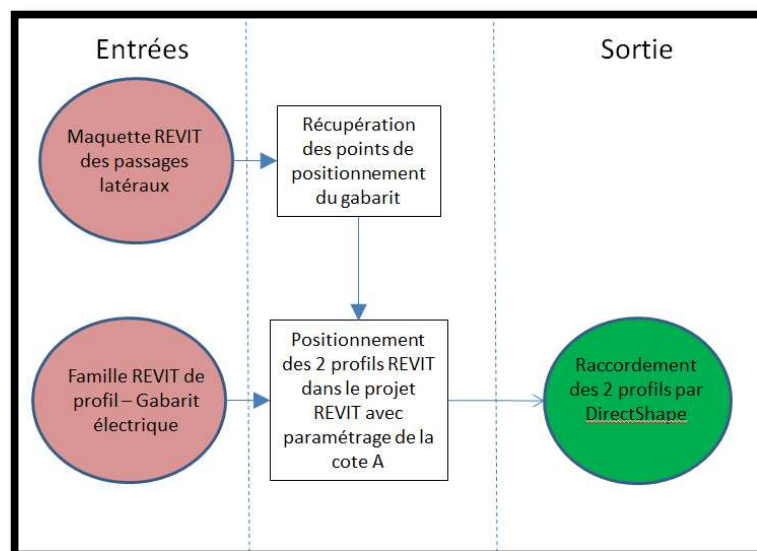 Entrées
Sortie
Maquette REVIT
des passages
latéraux
Récupération
des points de
positionnement
du gabarit
Famille REVIT de
profil – Gabarit
électrique
Positionnement
des 2 profils REVIT
dans le projet
REVIT avec
paramétrage de la
cote A
Raccordement
des 2 profils par
DirectShape